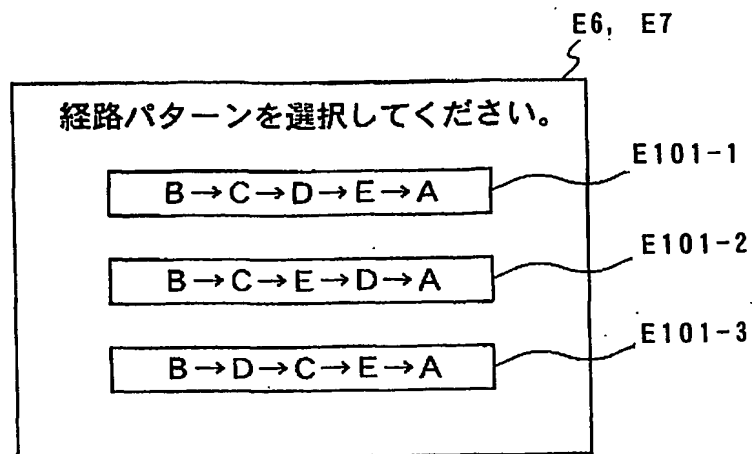 E6, E7
経路パターンを選択してください。
B→C→D→E→A
E101-1
B→C→E→D→A
E101-2
B→D→C→E→A
E101-3